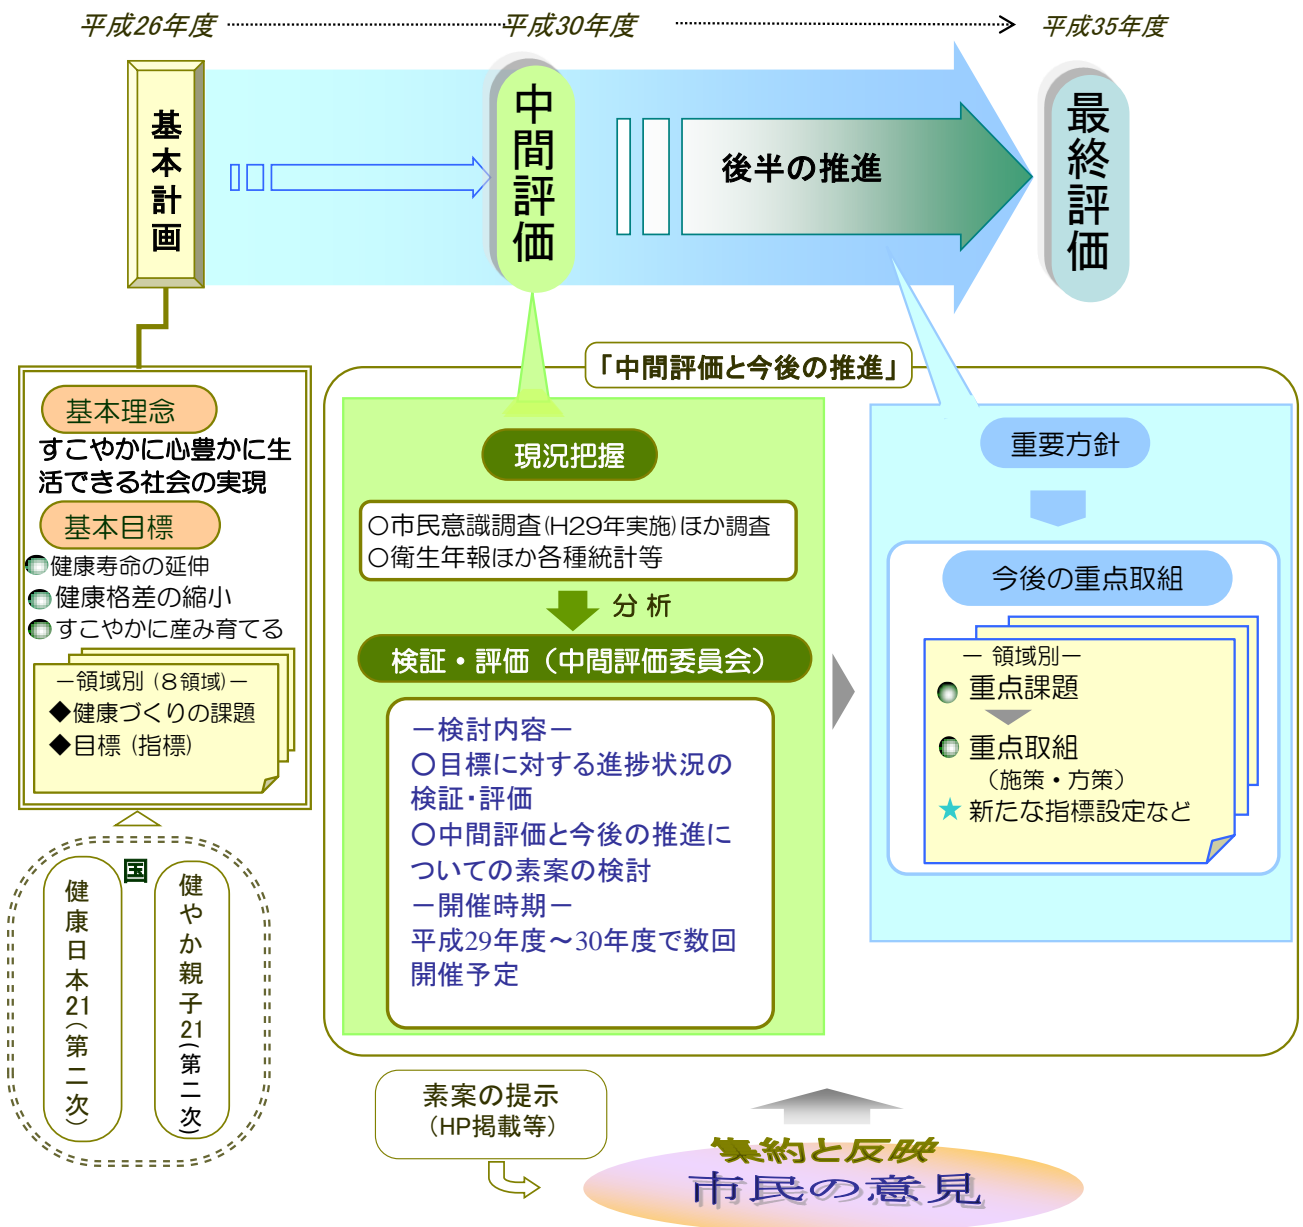 平成26年度
平成30年度
平成35年度
基本計画
中間評価
後半の推進
最終評価
基本理念
すこやかに心豊かに生
活できる社会の実現
基本目標
健康寿命の延伸
健康格差の縮小
すこやかに産み育てる
－領域別（8領域）－
◆健康づくりの課題
◆目標（指標）
国
健康日本21（第二次）
健やか親子21（第二次）
「中間評価と今後の推進」
現況把握
○市民意識調査(H29年実施)ほか調査
○衛生年報ほか各種統計等
分析
検証・評価（中間評価委員会）
－検討内容－
○目標に対する進捗状況の
検証・評価
○中間評価と今後の推進に
ついての素案の検討
－開催時期－
平成29年度～30年度で数回
開催予定
重要方針
今後の重点取組
－ 領域別－
重点課題
重点取組
（施策・方策）
★ 新たな指標設定など
素案の提示
（HP掲載等）
集約と反映
市民の意見